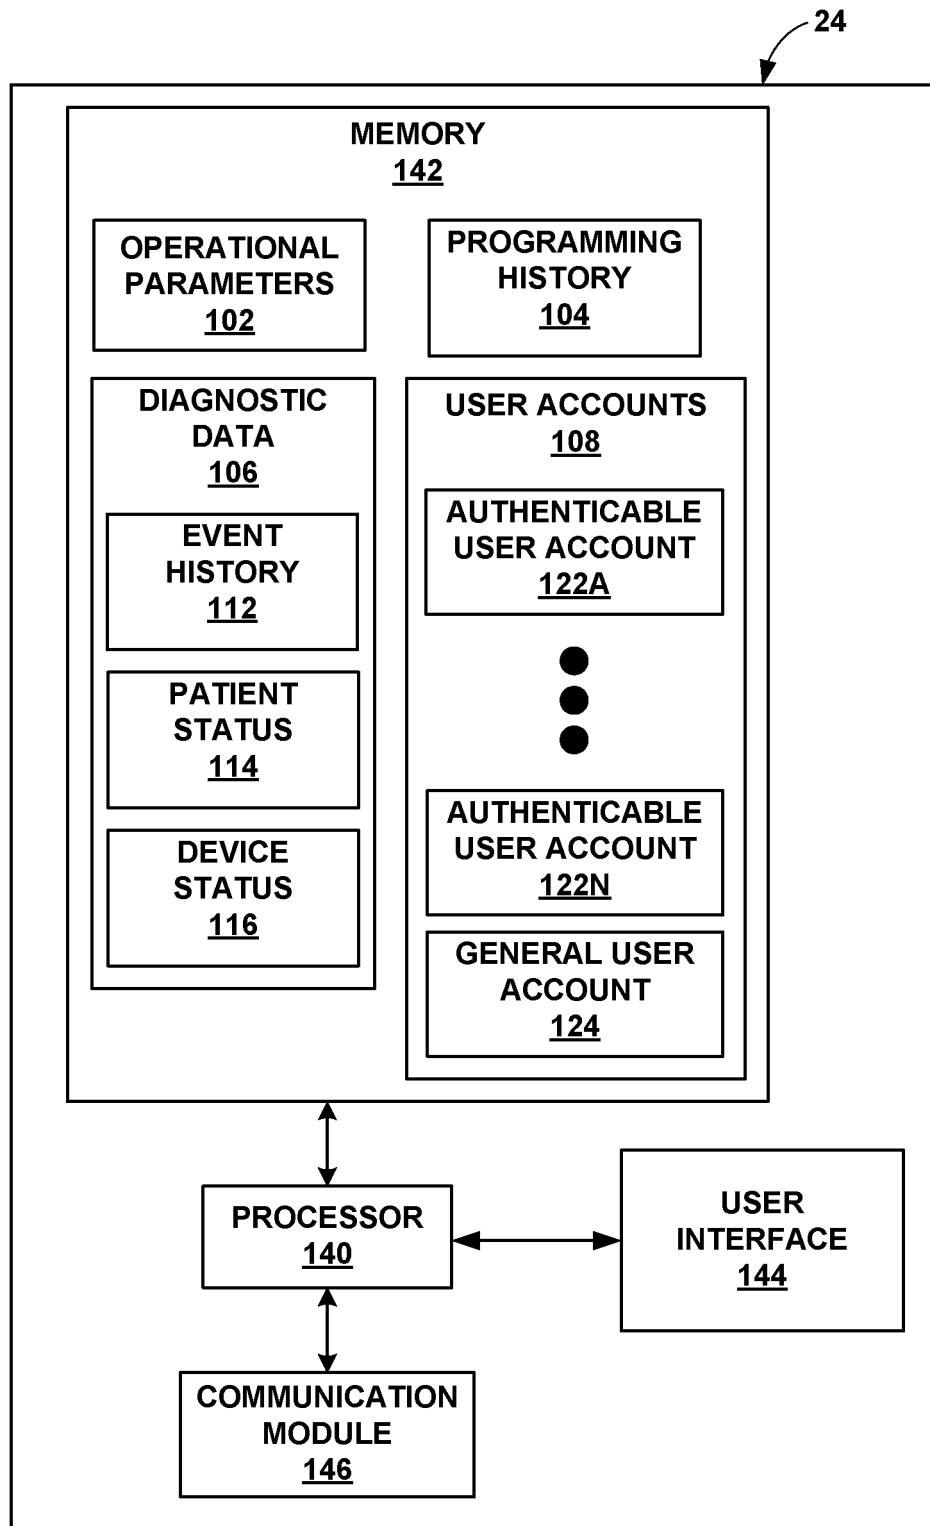 24
MEMORY
142
OPERATIONAL
PARAMETERS
102
PROGRAMMING
HISTORY
104
DIAGNOSTIC
DATA
106
EVENT
HISTORY
112
PATIENT
STATUS
114
DEVICE
STATUS
116
USER ACCOUNTS
108
AUTHENTICABLE
USER ACCOUNT
122A
AUTHENTICABLE
USER ACCOUNT
122N
GENERAL USER
ACCOUNT
124
PROCESSOR
140
USER
INTERFACE
144
COMMUNICATION
MODULE
146